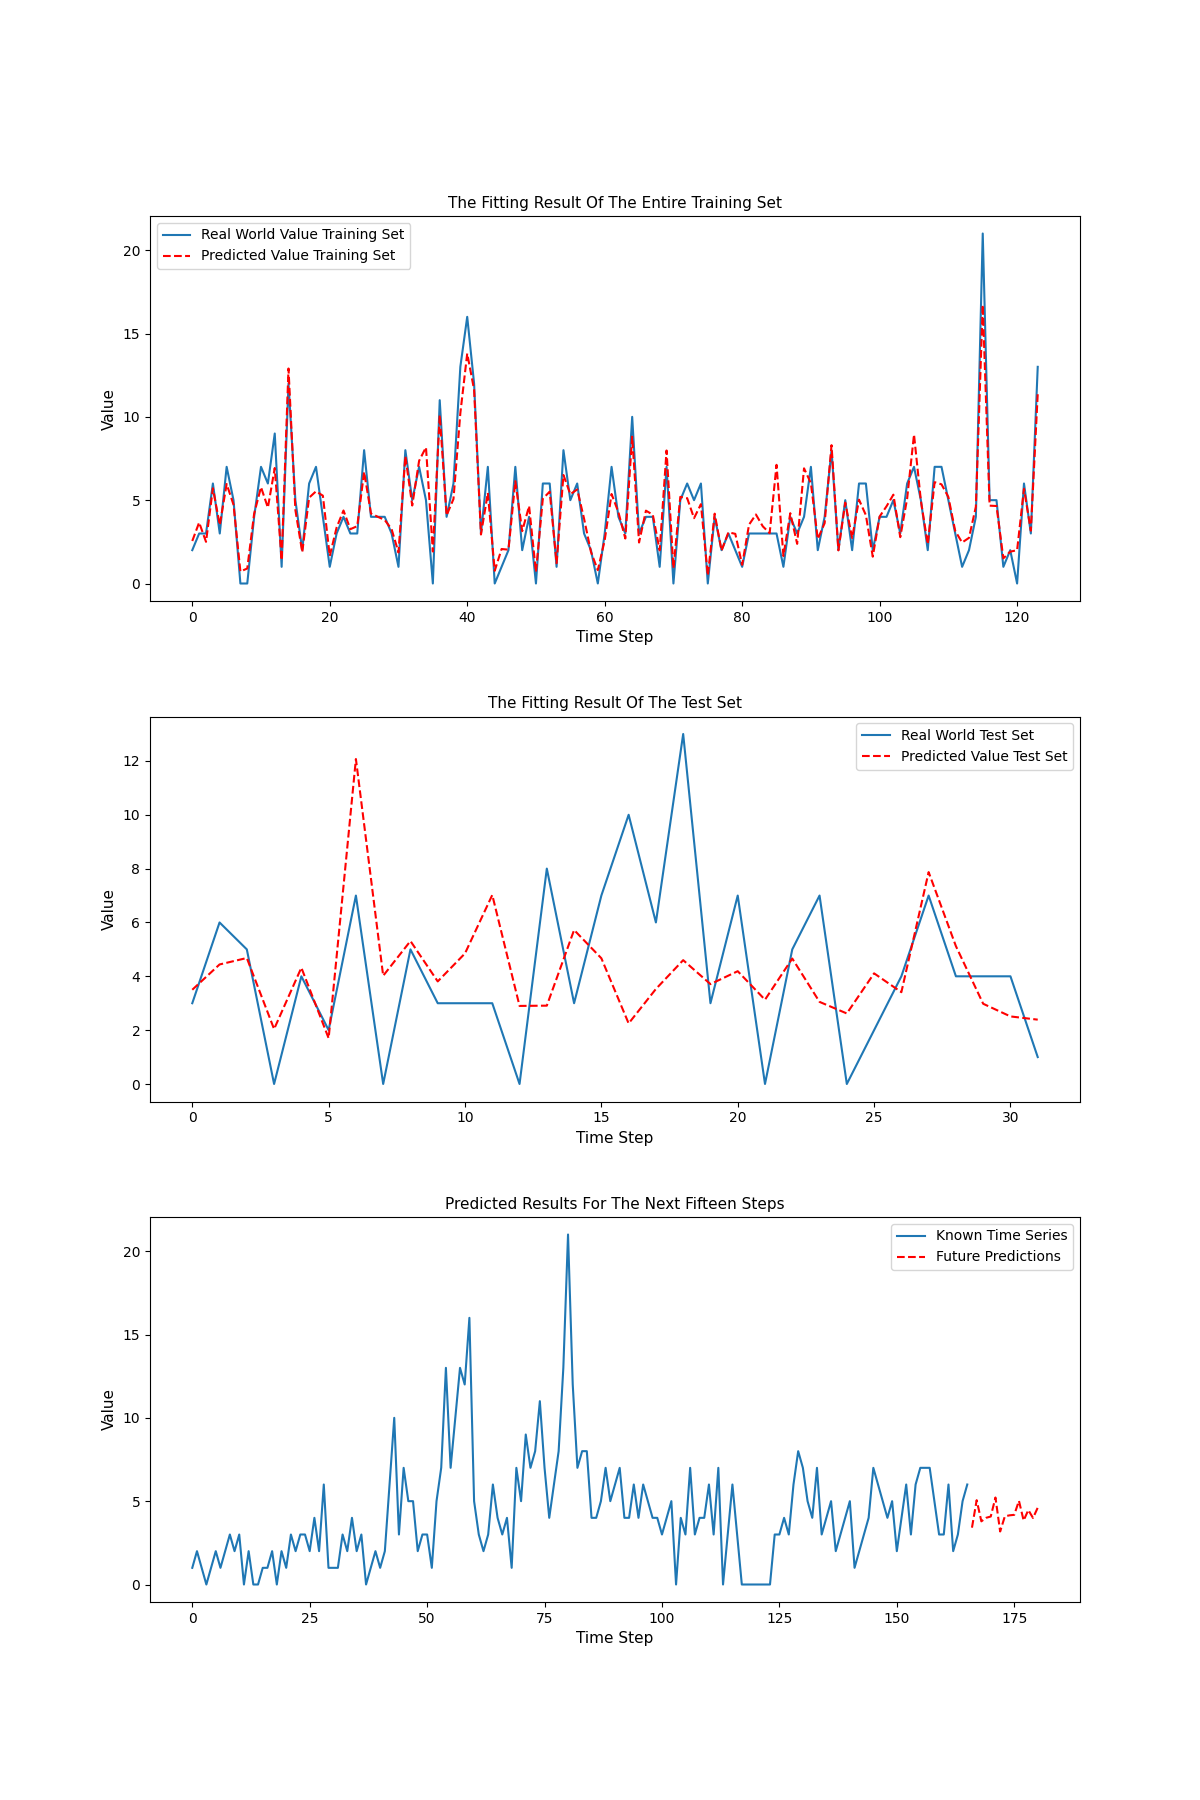 The Fitting Result Of The Entire Training Set
Real World Value Training Set
Predicted Value Training Set
Value
20
15
10
5
0
0 20 40 60 80 100 120
Time Step
The Fitting Result Of The Test Set
Real World Test Set
Predicted Value Test Set
Value
12
10
8
6
4
2
0
0 5 10 15 20 25 30
Time Step
Predicted Results For The Next Fifteen Steps
Known Time Series
Future Predictions
Value
20
15
10
5
0
0 25 50 75 100 125 150 175
Time Step